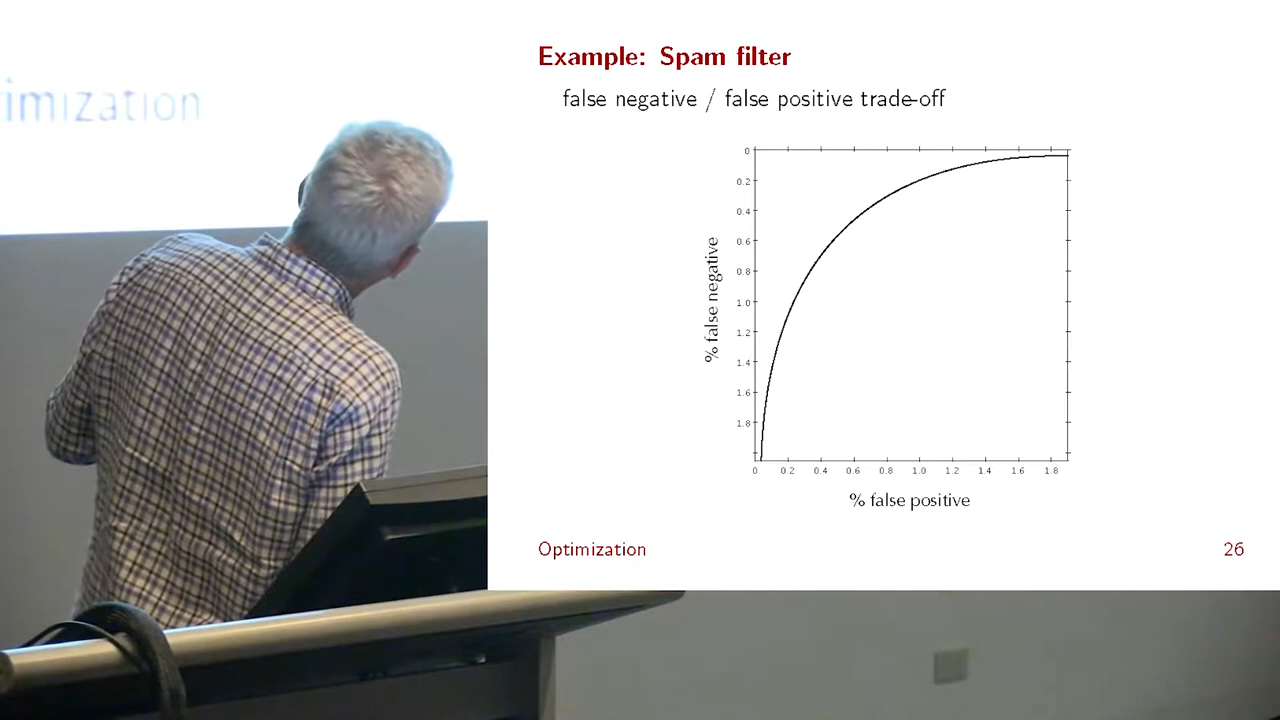 imization
Example: Spam filter
false negative / false positive trade-off
0
0.2
0.4
0.6
0.8
1.0
1.2
1.4
1.6
1.8
% false negative
0 0.2 0.4 0.6 0.8 1.0 1.2 1.4 1.6 1.8
% false positive
Optimization 26